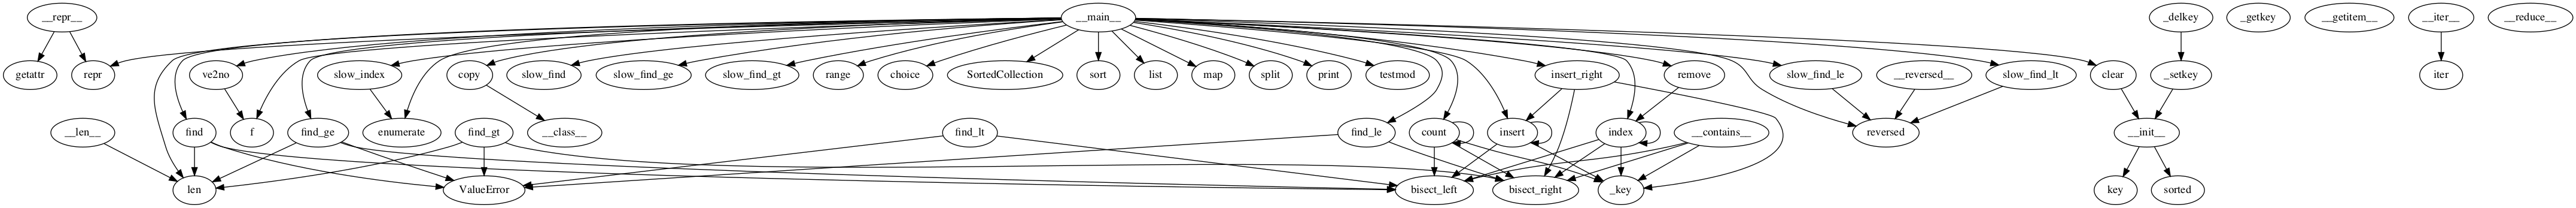 __repr__
__main__
_delkey
_getkey
__getitem__
__iter__
__reduce__
getattr
repr
ve2no
slow_index
copy
slow_find
slow_find_ge
slow_find_gt
range
choice
SortedCollection
sort
list
map
split
print
testmod
insert_right
remove
slow_find_le
__reversed__
slow_find_lt
clear
_setkey
iter
__len__
find
f
find_ge
enumerate
find_gt
__class__
find_lt
find_le
count
insert
index
__contains__
reversed
__init__
len
ValueError
bisect_left
bisect_right
_key
key
sorted